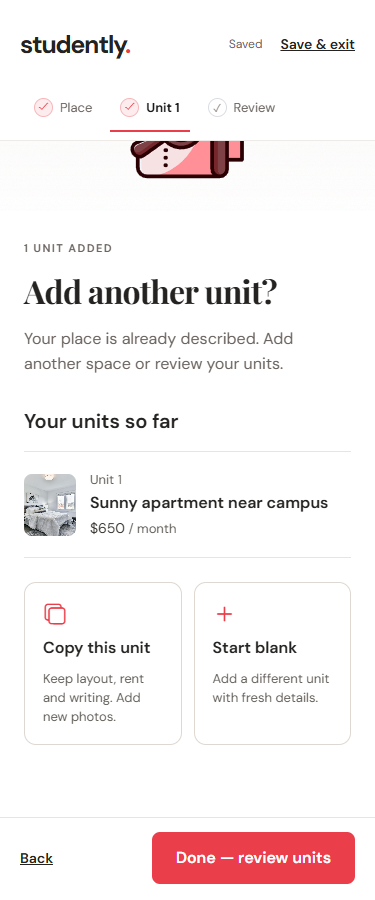 studently.
Saved
Save & exit
Place
Unit 1
Review
1 UNIT ADDED
Add another unit?
Your place is already described. Add
another space or review your units.
Your units so far
Unit 1
Sunny apartment near campus
$650 / month
Copy this unit
Keep layout, rent
and writing. Add
new photos.
Start blank
Add a different unit
with fresh details.
Back
Done — review units